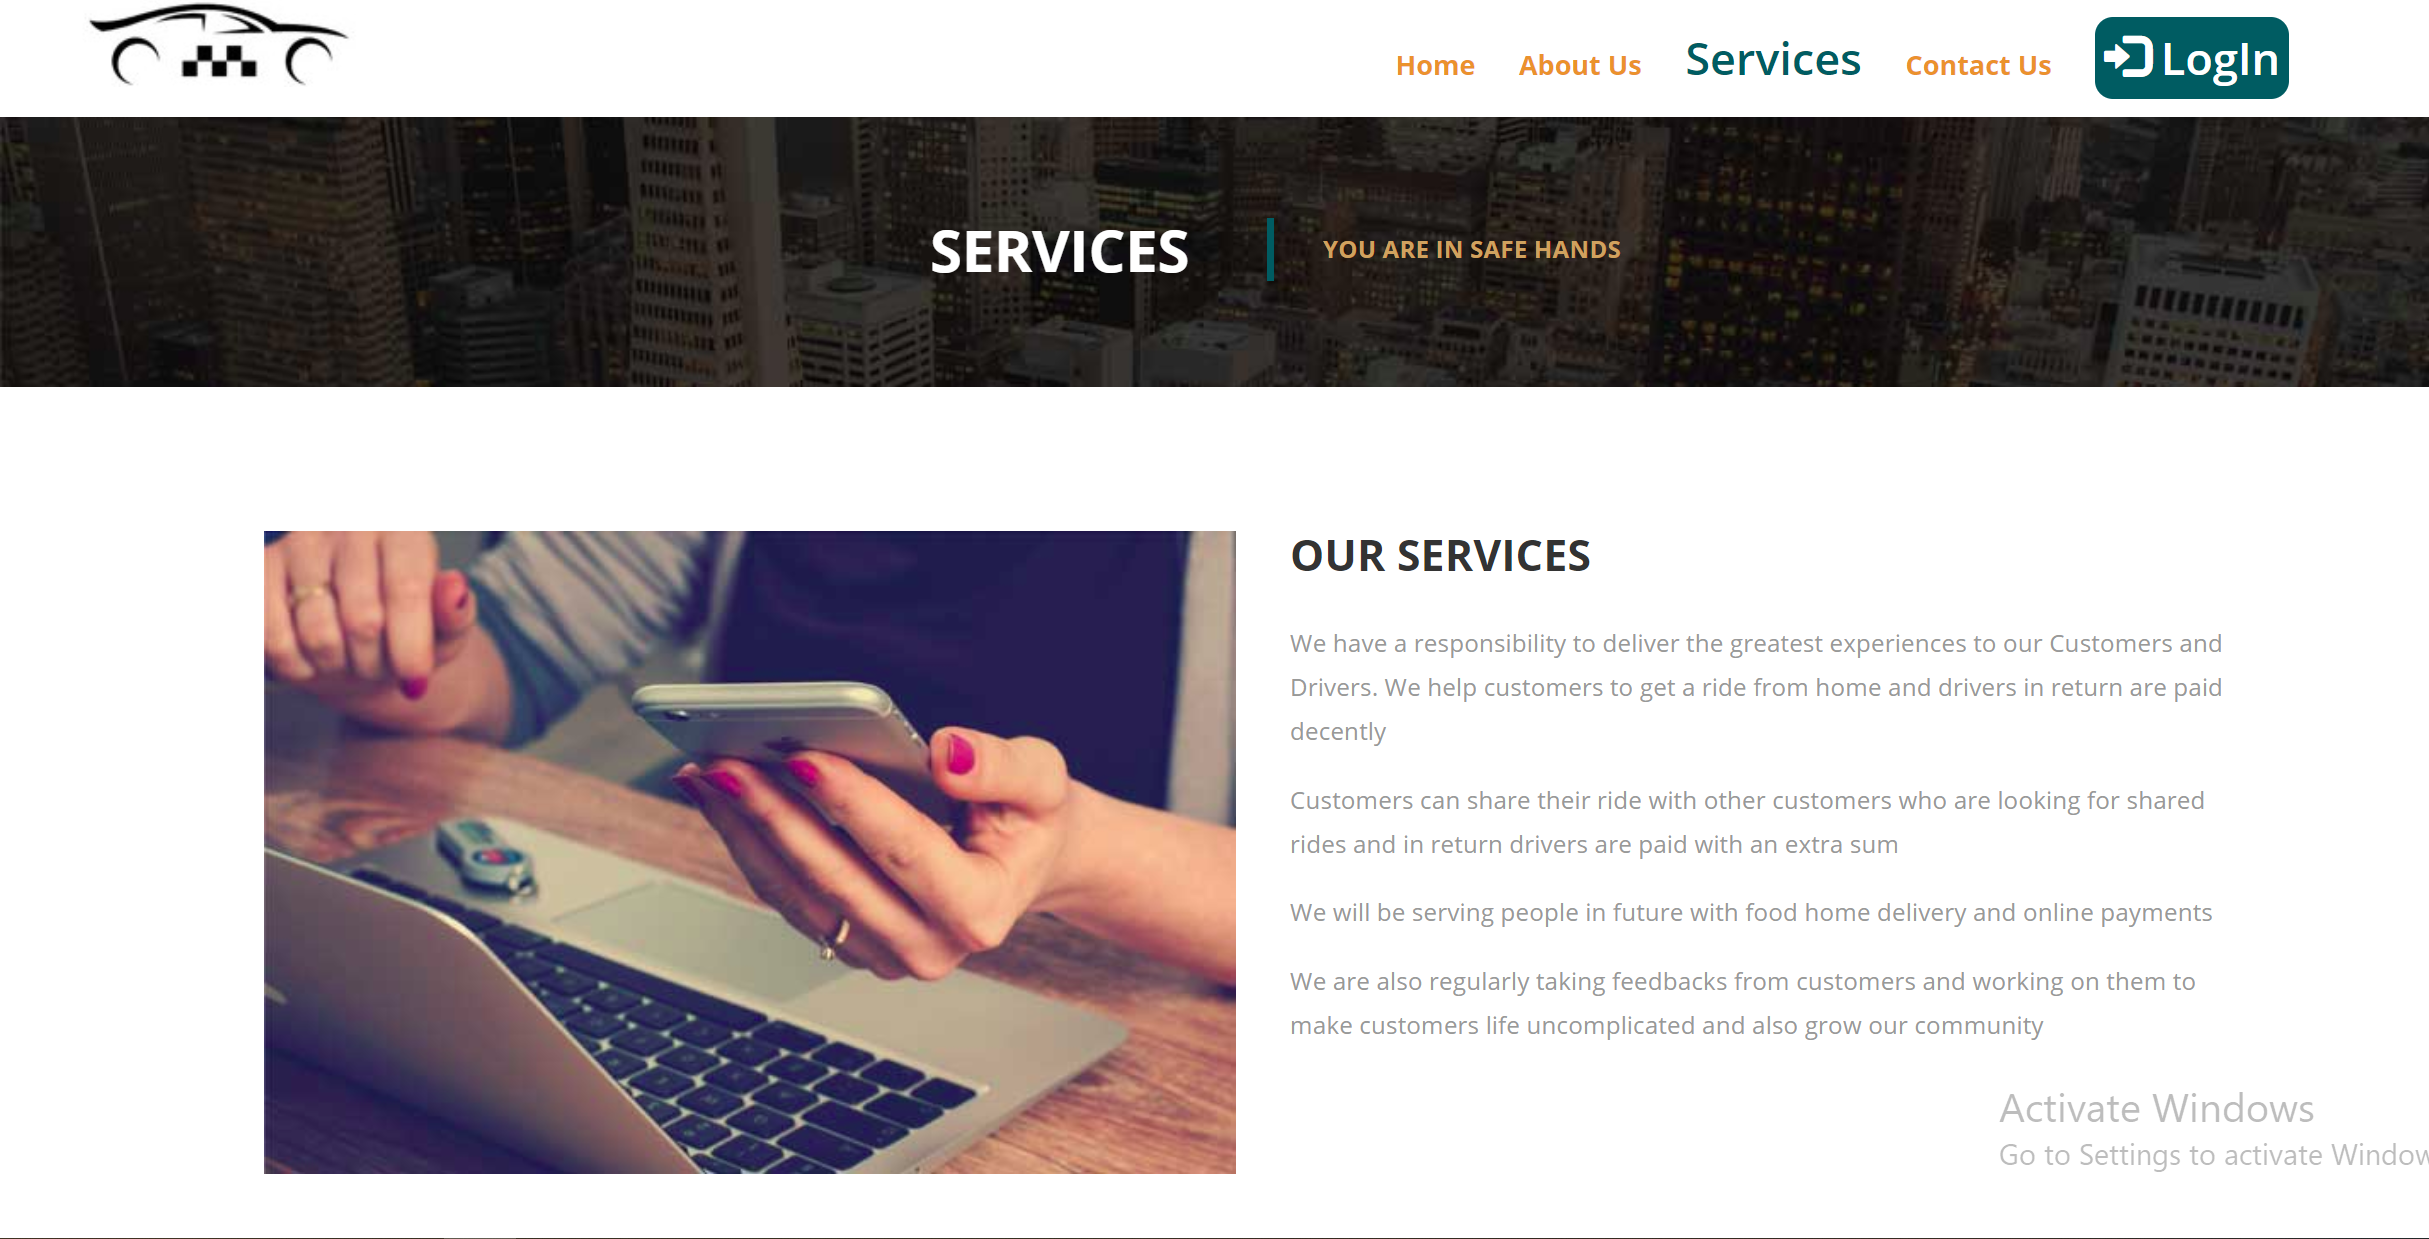 Home About Us Services Contact Us LogIn
SERVICES YOU ARE IN SAFE HANDS
OUR SERVICES
We have a responsibility to deliver the greatest experiences to our Customers and
Drivers. We help customers to get a ride from home and drivers in return are paid
decently
Customers can share their ride with other customers who are looking for shared
rides and in return drivers are paid with an extra sum
We will be serving people in future with food home delivery and online payments
We are also regularly taking feedbacks from customers and working on them to
make customers life uncomplicated and also grow our community
Activate Windows
Go to Settings to activate Window